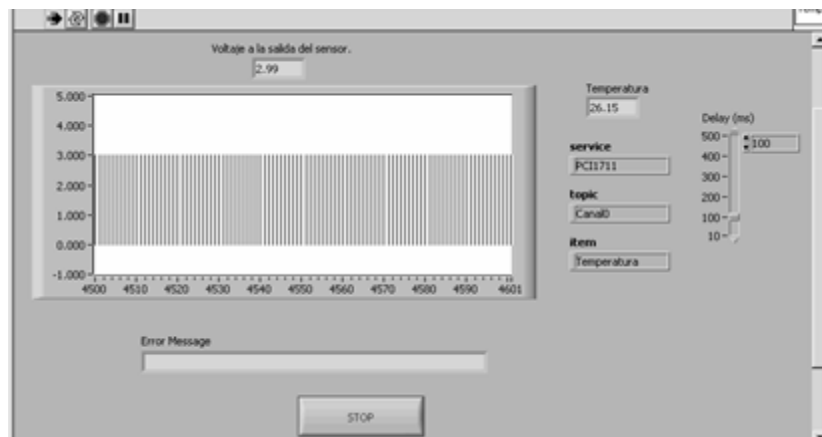 Voltaje a la salida del sensor.
2.99
5.000
4.000
3.000
2.000
1.000
0.000
-1.000
4500 4510 4520 4530 4540 4550 4560 4570 4580 4590 4601
Temperatura
26.15
service
PCI1711
topic
Canal0
item
Temperatura
Delay (ms)
500
400
300
200
100
10
100
Error Message
STOP